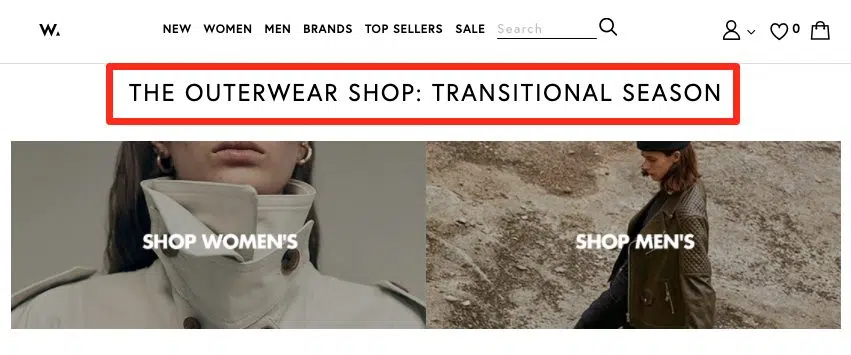 W.
NEW WOMEN MEN BRANDS TOP SELLERS SALE Search 0
THE OUTERWEAR SHOP: TRANSITIONAL SEASON
SHOP WOMEN'S SHOP MEN'S